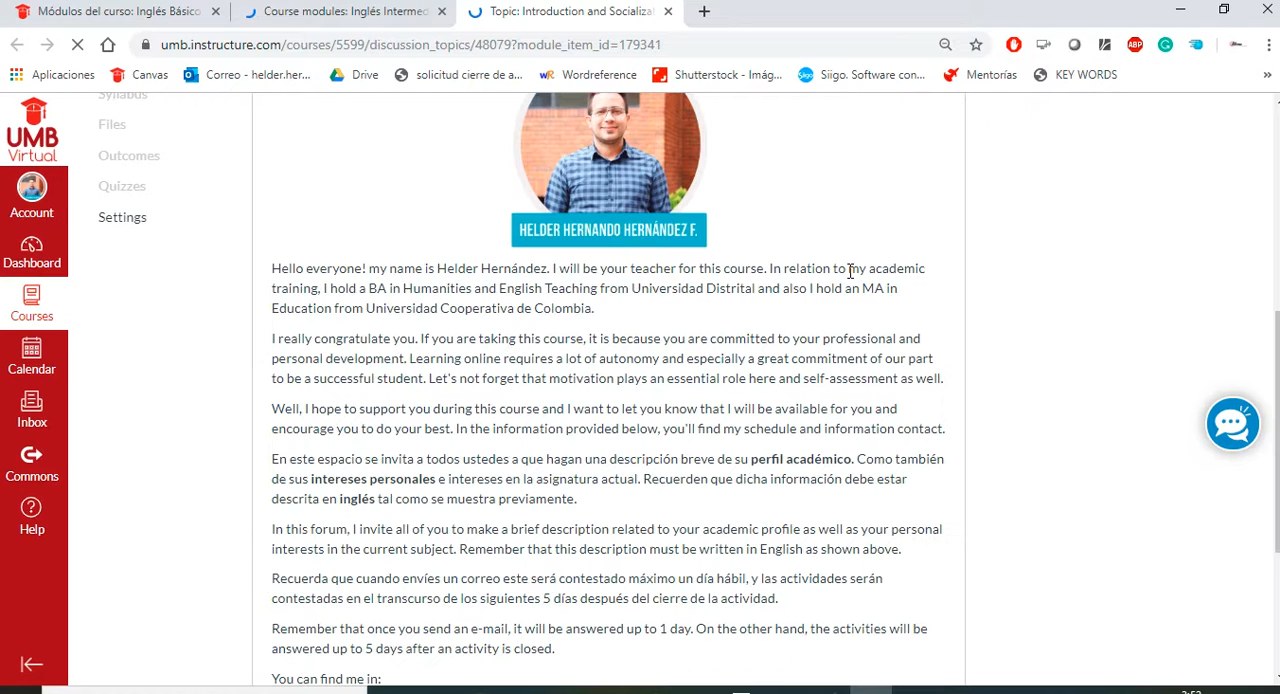 Módulos del curso: Inglés Básico
Course modules: Inglés Intermed
Topic: Introduction and Socializa
umb.instructure.com/courses/5599/discussion_topics/48079?module_item_id=179341
ABP
Aplicaciones
Canvas
Correo - helder.her...
Drive
solicitud cierre de a...
Wordreference
Shutterstock - Imág...
Siigo. Software con...
Mentorías
KEY WORDS
UMB
Virtual
Account
Dashboard
Courses
Calendar
Inbox
Commons
Help
Syllabus
Files
Outcomes
Quizzes
Settings
HELDER HERNANDO HERNÁNDEZ F.
Hello everyone! my name is Helder Hernández. I will be your teacher for this course. In relation to my academic
training, I hold a BA in Humanities and English Teaching from Universidad Distrital and also I hold an MA in
Education from Universidad Cooperativa de Colombia.
I really congratulate you. If you are taking this course, it is because you are committed to your professional and
personal development. Learning online requires a lot of autonomy and especially a great commitment of our part
to be a successful student. Let's not forget that motivation plays an essential role here and self-assessment as well.
Well, I hope to support you during this course and I want to let you know that I will be available for you and
encourage you to do your best. In the information provided below, you'll find my schedule and information contact.
En este espacio se invita a todos ustedes a que hagan una descripción breve de su perfil académico. Como también
de sus intereses personales e intereses en la asignatura actual. Recuerden que dicha información debe estar
descrita en inglés tal como se muestra previamente.
In this forum, I invite all of you to make a brief description related to your academic profile as well as your personal
interests in the current subject. Remember that this description must be written in English as shown above.
Recuerda que cuando envíes un correo este será contestado máximo un día hábil, y las actividades serán
contestadas en el transcurso de los siguientes 5 días después del cierre de la actividad.
Remember that once you send an e-mail, it will be answered up to 1 day. On the other hand, the activities will be
answered up to 5 days after an activity is closed.
You can find me in: